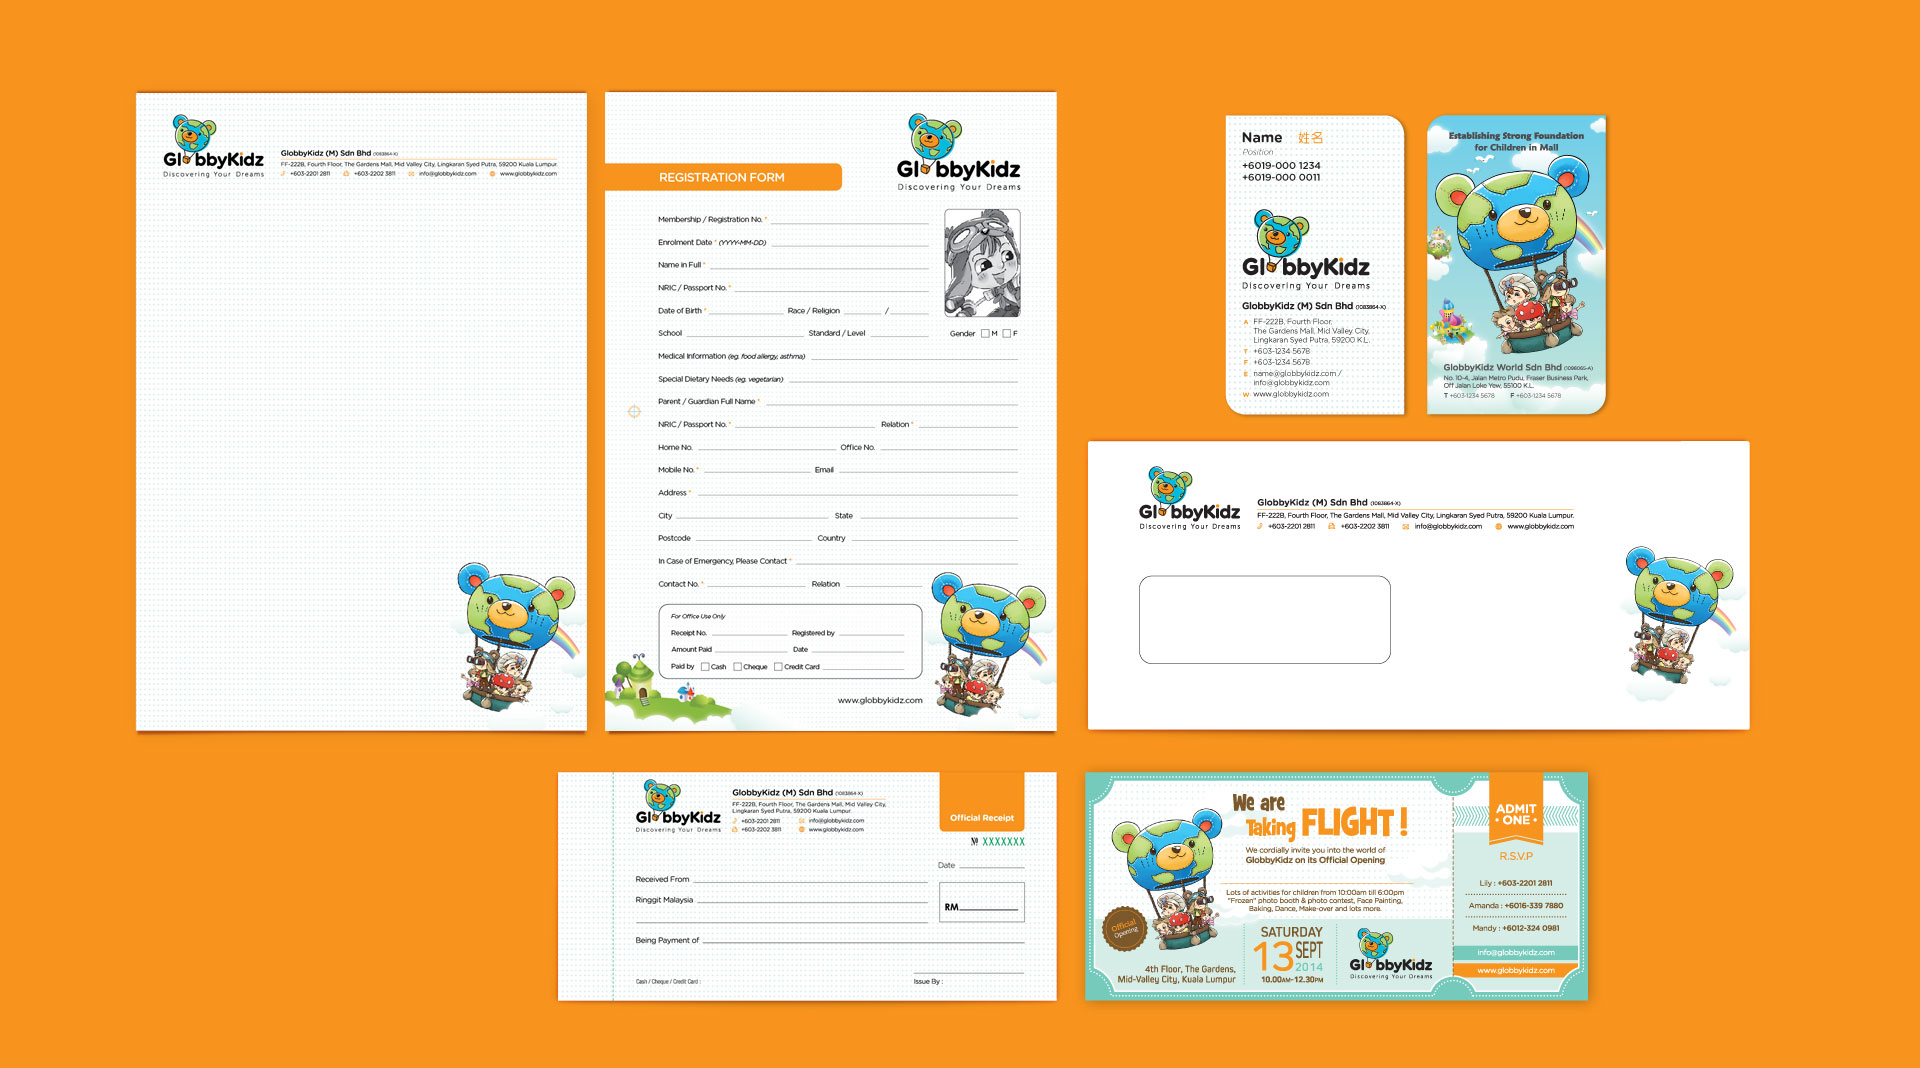 GlobbyKidz
Discovering Your Dreams
GlobbyKidz (M) Sdn Bhd (1083864-X)
FF-222B, Fourth Floor, The Gardens Mall, Mid Valley City, Lingkaran Syed Putra, 59200 Kuala Lumpur.
+603-2201 2811 +603-2202 3811 info@globbykidz.com www.globbykidz.com
GlobbyKidz
Discovering Your Dreams
REGISTRATION FORM
Membership / Registration No. *
Enrolment Date * (YYYY-MM-DD)
Name in Full *
NRIC / Passport No. *
Date of Birth * Race / Religion /
School Standard / Level Gender M F
Medical Information (eg. food allergy, asthma)
Special Dietary Needs (eg. vegetarian)
Parent / Guardian Full Name *
NRIC / Passport No. * Relation *
Home No. Office No.
Mobile No. * Email
Address *
City State
Postcode Country
In Case of Emergency, Please Contact *
Contact No. * Relation
For Office Use Only
Receipt No. Registered by
Amount Paid Date
Paid by Cash Cheque Credit Card
www.globbykidz.com
Name 姓名
Position
+6019-000 1234
+6019-000 0011
GlobbyKidz
Discovering Your Dreams
GlobbyKidz (M) Sdn Bhd (1083864-X)
A FF-222B, Fourth Floor,
The Gardens Mall, Mid Valley City,
Lingkaran Syed Putra, 59200 K.L.
T +603-1234 5678
F +603-1234 5678
E name@globbykidz.com /
info@globbykidz.com
W www.globbykidz.com
Establishing Strong Foundation
for Children in Mall
GlobbyKidz World Sdn Bhd (1098065-A)
No. 10-4, Jalan Metro Pudu, Fraser Business Park,
Off Jalan Loke Yew, 55100 K.L.
T +603-1234 5678 F +603-1234 5678
GlobbyKidz
Discovering Your Dreams
GlobbyKidz (M) Sdn Bhd (1083864-X)
FF-222B, Fourth Floor, The Gardens Mall, Mid Valley City, Lingkaran Syed Putra, 59200 Kuala Lumpur.
+603-2201 2811 +603-2202 3811 info@globbykidz.com www.globbykidz.com
GlobbyKidz
Discovering Your Dreams
GlobbyKidz (M) Sdn Bhd (1083864-X)
FF-222B, Fourth Floor, The Gardens Mall, Mid Valley City,
Lingkaran Syed Putra, 59200 Kuala Lumpur.
+603-2201 2811 info@globbykidz.com
+603-2202 3811 www.globbykidz.com
Official Receipt
№ XXXXXXX
Date
Received From
Ringgit Malaysia
RM
Being Payment of
Cash / Cheque / Credit Card :
Issue By :
We are
Taking FLIGHT !
We cordially invite you into the world of
GlobbyKidz on its Official Opening
Lots of activities for children from 10:00am till 6:00pm
"Frozen" photo booth & photo contest, Face Painting,
Baking, Dance, Make-over and lots more.
Official
Opening
4th Floor, The Gardens,
Mid-Valley City, Kuala Lumpur
SATURDAY
13 SEPT
2014
10.00AM-12.30PM
GlobbyKidz
Discovering Your Dreams
ADMIT
• ONE •
R.S.V.P
Lily : +603-2201 2811
Amanda : +6016-339 7880
Mandy : +6012-324 0981
info@globbykidz.com
www.globbykidz.com